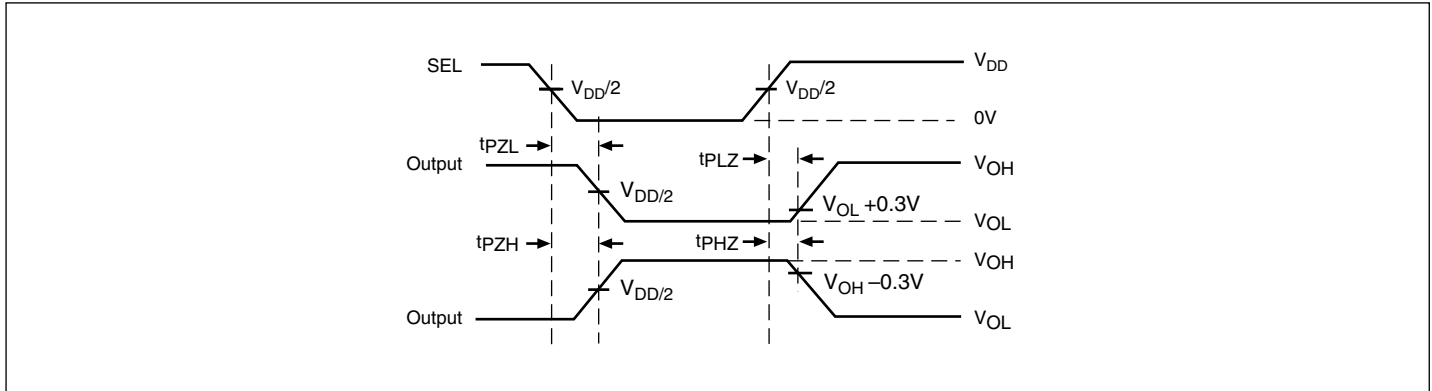 SEL
V_DD/2
V_DD/2
V_DD
0V
tPZL
tPLZ
Output
V_DD/2
V_OL +0.3V
V_OH
V_OL
tPZH
tPHZ
V_OH
V_DD/2
V_OH –0.3V
Output
V_OL